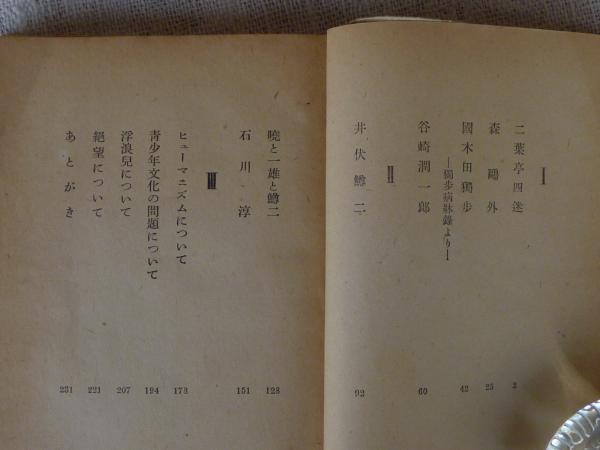 I
二葉亭四迷 3
森鷗外 25
國木田獨歩 42
—獨歩病牀錄より—
谷崎潤一郎 60
II
井伏鱒二 92
曉と一雄と鱒二 128
石川淳 151
III
ヒューマニズムについて 173
靑少年文化の問題について 194
浮浪兒について 207
絕望について 221
あとがき 231